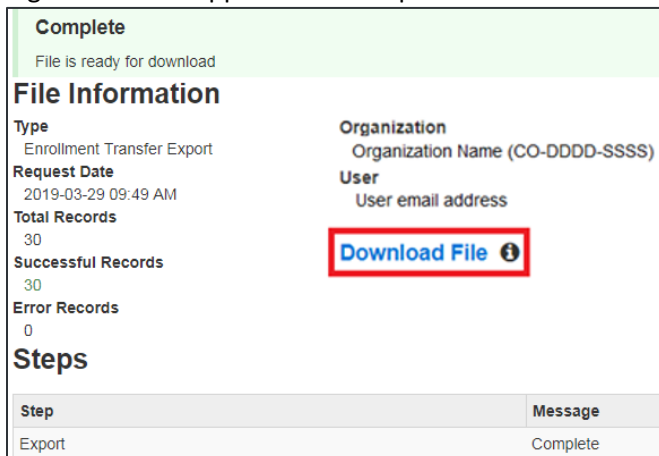 Complete
File is ready for download
File Information
Type
Enrollment Transfer Export
Request Date
2019-03-29 09:49 AM
Total Records
30
Successful Records
30
Error Records
0
Organization
Organization Name (CO-DDDD-SSSS)
User
User email address
Download File
Steps
Step Message
Export Complete